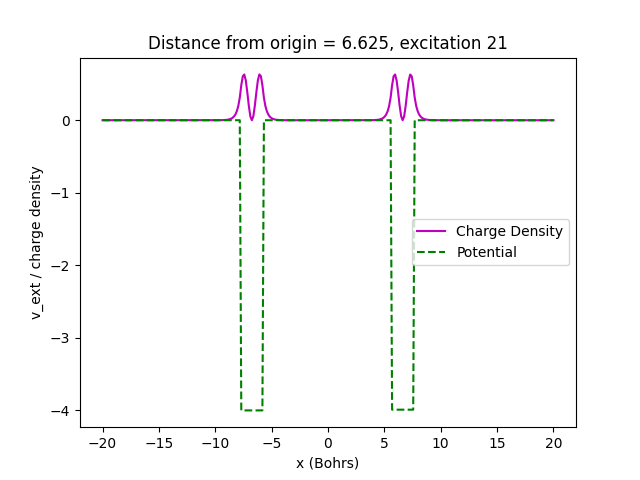 Distance from origin = 6.625, excitation 21
v_ext / charge density
0
−1
−2
−3
−4
Charge Density
Potential
−20 −15 −10 −5 0 5 10 15 20
x (Bohrs)